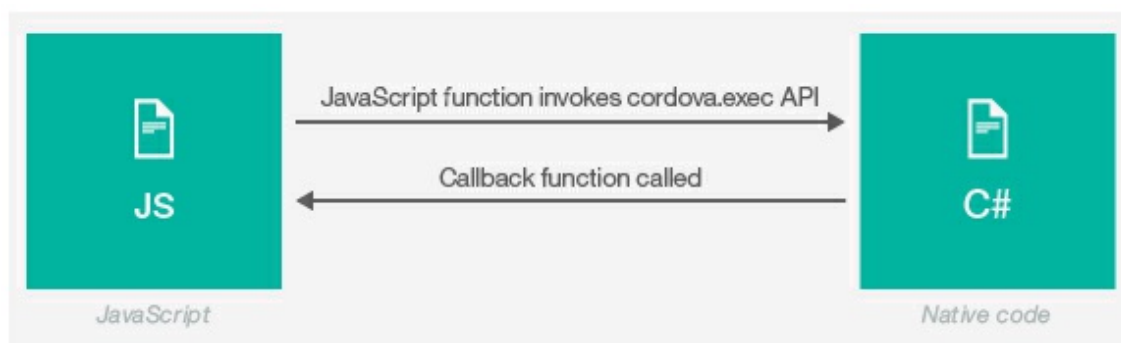 JavaScript function invokes cordova.exec API
Callback function called
JS
C#
JavaScript
Native code